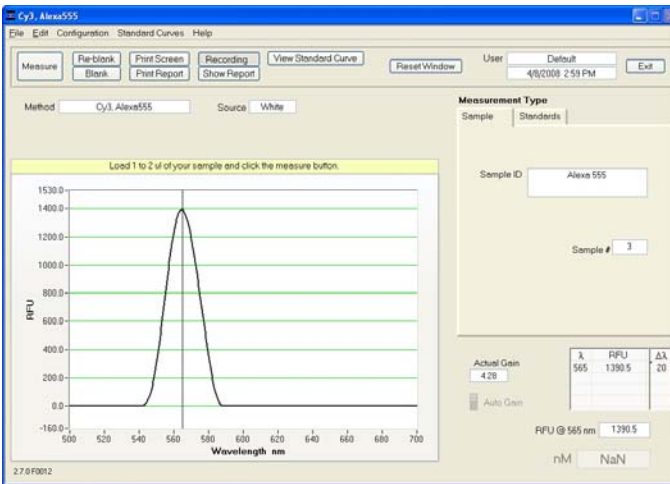 Cy3, Alexa555
File Edit Configuration Standard Curves Help
Measure Re-blank Print Screen Recording View Standard Curve Reset Window User Default Exit
Blank Print Report Show Report 4/8/2008 2:59 PM
Method Cy3, Alexa555 Source White
Measurement Type
Sample Standards
Load 1 to 2 ul of your sample and click the measure button.
Sample ID Alexa 555
Sample # 3
1530.0
1400.0
1200.0
1000.0
800.0
600.0
400.0
200.0
0.0
-160.0
RFU
500 520 540 560 580 600 620 640 660 680 700
Wavelength nm
Actual Gain
4.28
Auto Gain
λ RFU Δλ
565 1390.5 20
RFU @ 565 nm 1390.5
nM NaN
2.7.0 F0012